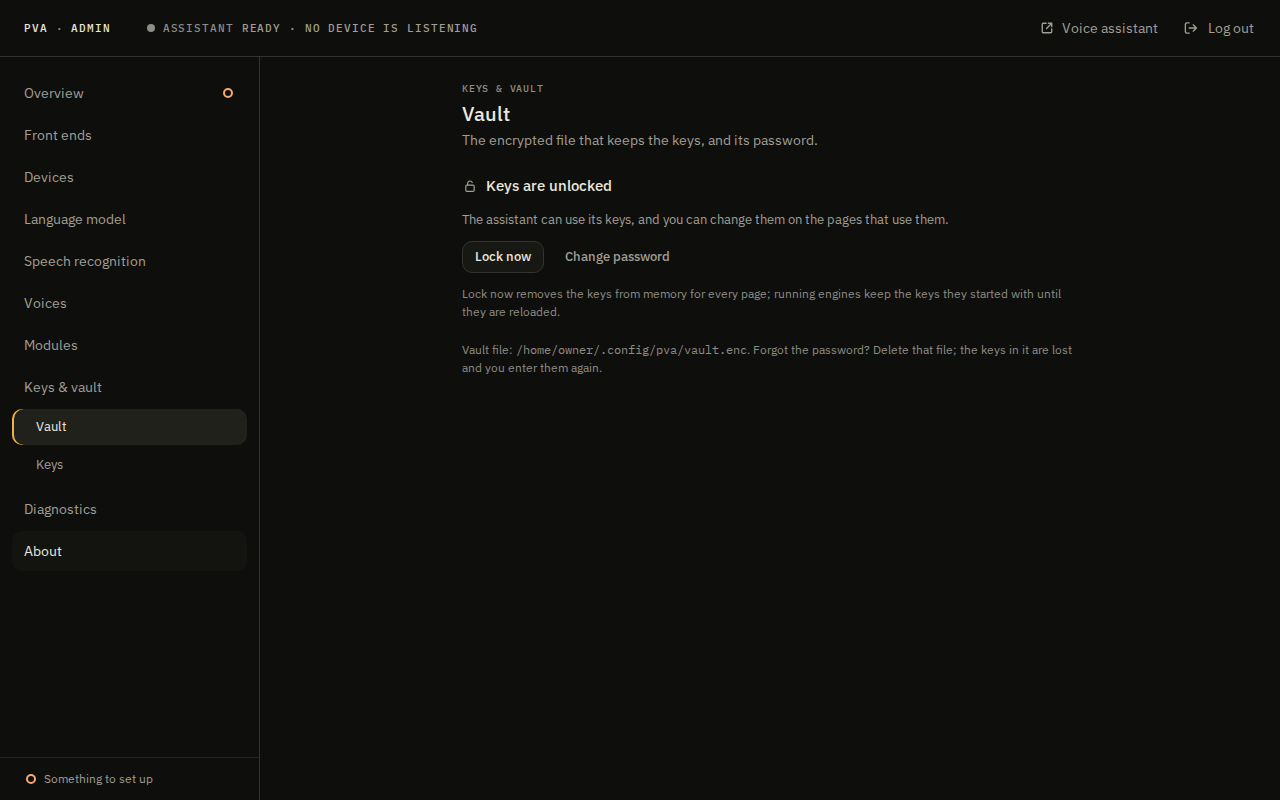 PVA · ADMIN
ASSISTANT READY · NO DEVICE IS LISTENING
Voice assistant
Log out
Overview
Front ends
Devices
Language model
Speech recognition
Voices
Modules
Keys & vault
Vault
Keys
Diagnostics
About
Something to set up
KEYS & VAULT
Vault
The encrypted file that keeps the keys, and its password.
Keys are unlocked
The assistant can use its keys, and you can change them on the pages that use them.
Lock now
Change password
Lock now removes the keys from memory for every page; running engines keep the keys they started with until
they are reloaded.
Vault file: /home/owner/.config/pva/vault.enc. Forgot the password? Delete that file; the keys in it are lost
and you enter them again.